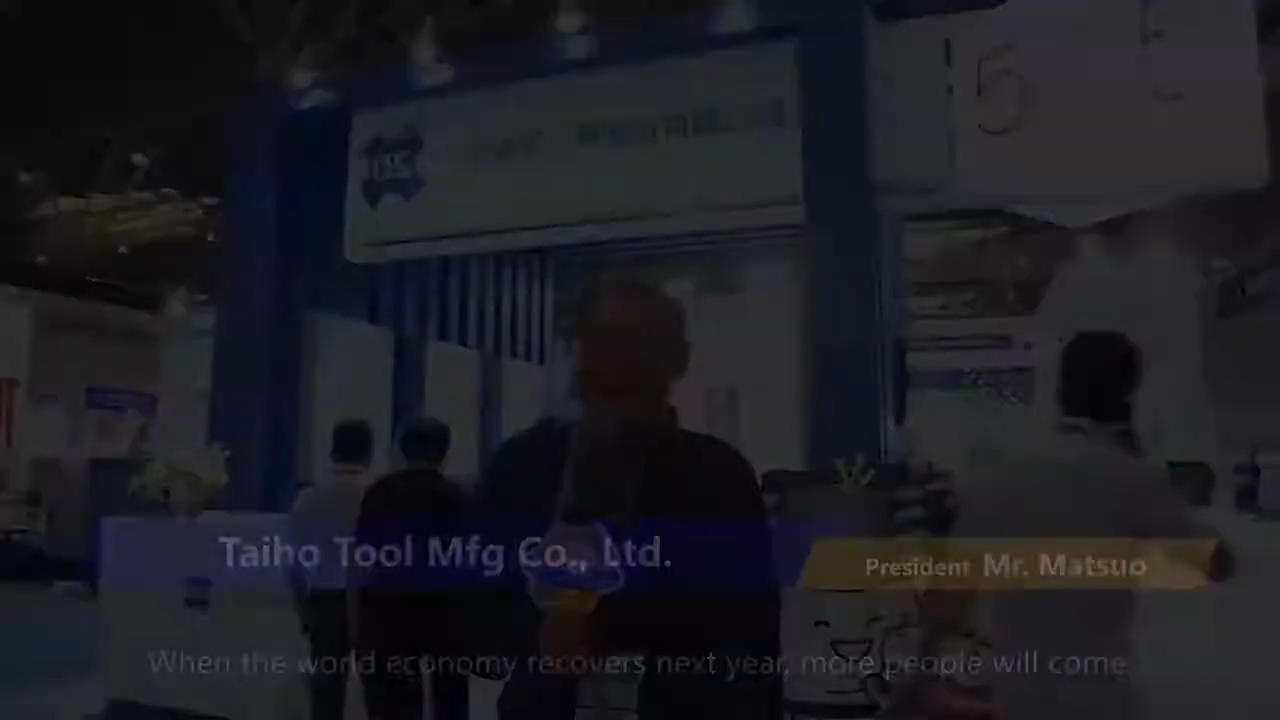 Taiho Tool Mfg Co., Ltd.
President Mr. Matsuo
When the world economy recovers next year, more people will come